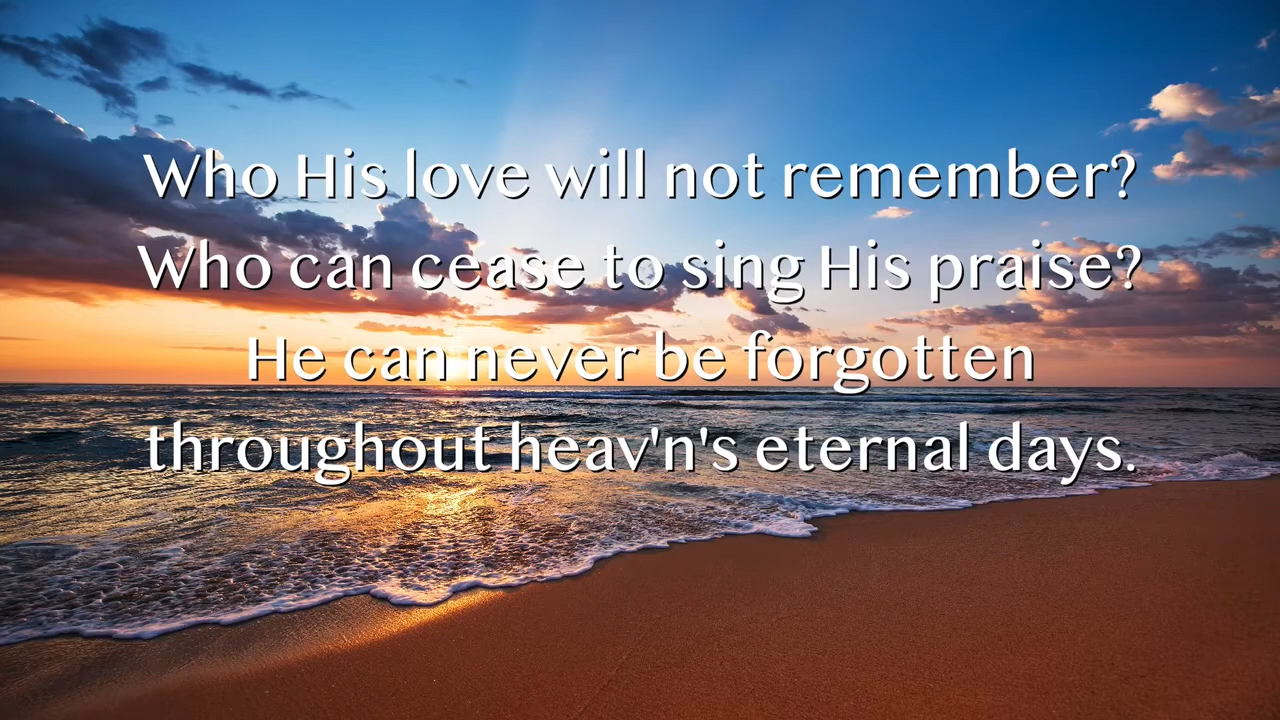 Who His love will not remember?
Who can cease to sing His praise?
He can never be forgotten
throughout heav'n's eternal days.